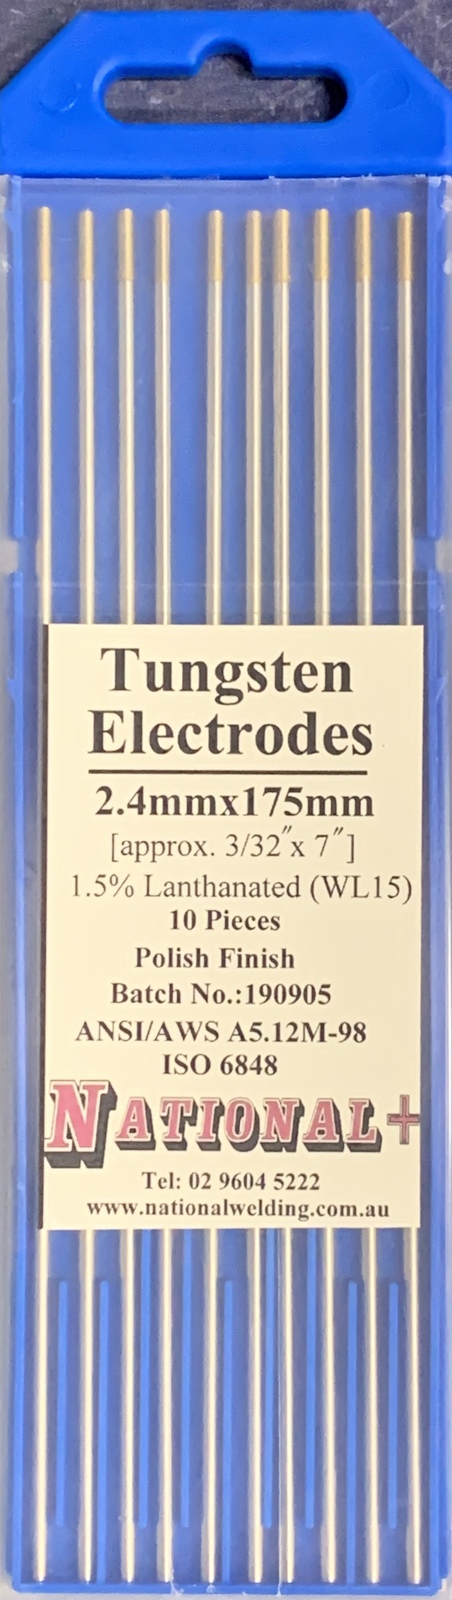 Tungsten
Electrodes
2.4mmx175mm
[approx. 3/32″x 7″]
1.5% Lanthanated (WL15)
10 Pieces
Polish Finish
Batch No.:190905
ANSI/AWS A5.12M-98
ISO 6848
NATIONAL+
Tel: 02 9604 5222
www.nationalwelding.com.au